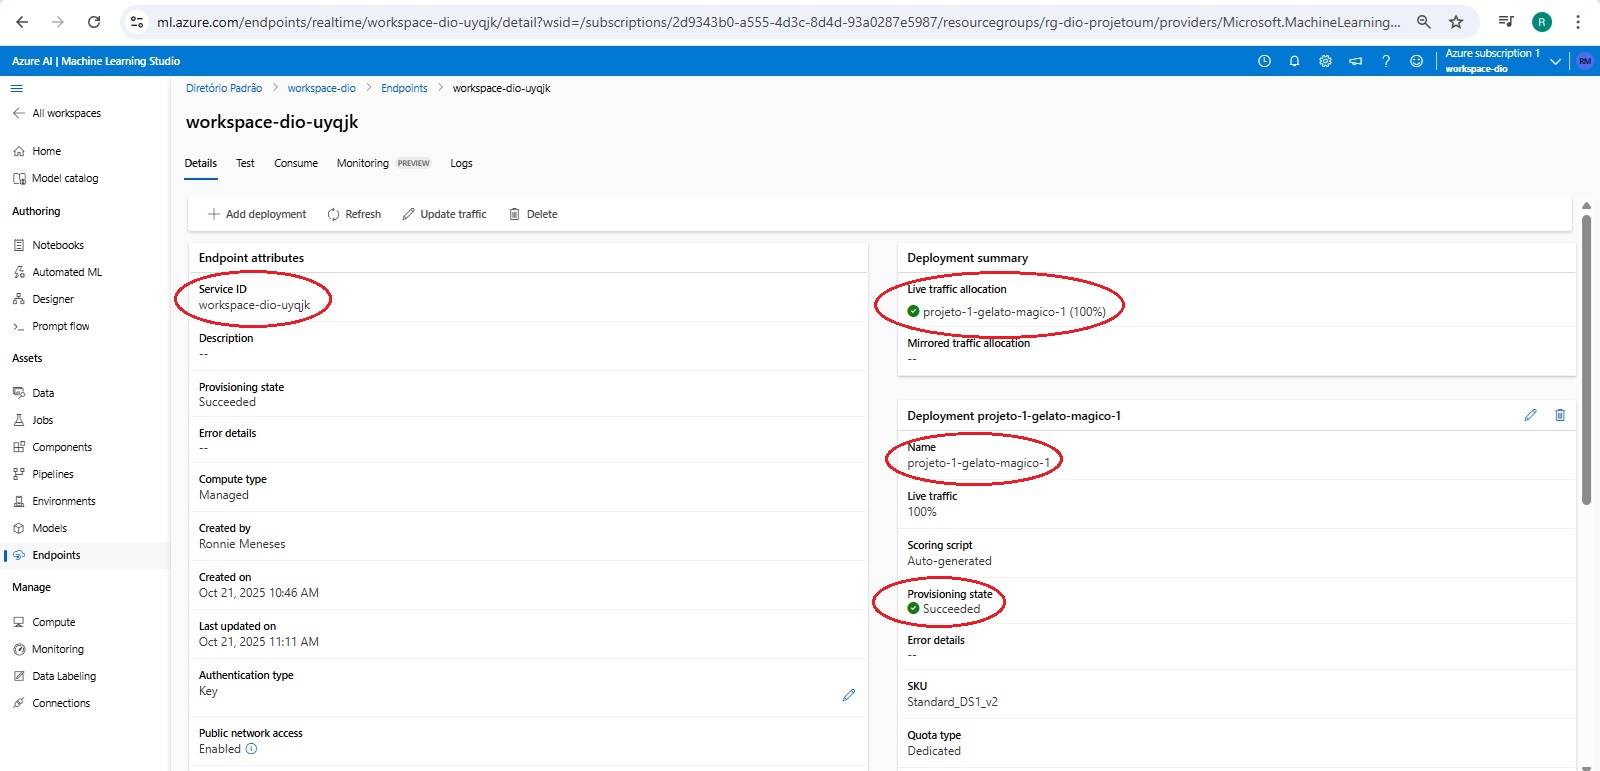 ml.azure.com/endpoints/realtime/workspace-dio-uyqjk/detail?wsid=/subscriptions/2d9343b0-a555-4d3c-8d4d-93a0287e5987/resourcegroups/rg-dio-projetoum/providers/Microsoft.MachineLearning...
R
Azure AI | Machine Learning Studio
Azure subscription 1
workspace-dio
RM
All workspaces
Home
Model catalog
Authoring
Notebooks
Automated ML
Designer
Prompt flow
Assets
Data
Jobs
Components
Pipelines
Environments
Models
Endpoints
Manage
Compute
Monitoring
Data Labeling
Connections
Diretório Padrão > workspace-dio > Endpoints > workspace-dio-uyqjk
workspace-dio-uyqjk
Details Test Consume Monitoring PREVIEW Logs
Add deployment Refresh Update traffic Delete
Endpoint attributes
Service ID
workspace-dio-uyqjk
Description
--
Provisioning state
Succeeded
Error details
--
Compute type
Managed
Created by
Ronnie Meneses
Created on
Oct 21, 2025 10:46 AM
Last updated on
Oct 21, 2025 11:11 AM
Authentication type
Key
Public network access
Enabled
Deployment summary
Live traffic allocation
projeto-1-gelato-magico-1 (100%)
Mirrored traffic allocation
--
Deployment projeto-1-gelato-magico-1
Name
projeto-1-gelato-magico-1
Live traffic
100%
Scoring script
Auto-generated
Provisioning state
Succeeded
Error details
--
SKU
Standard_DS1_v2
Quota type
Dedicated